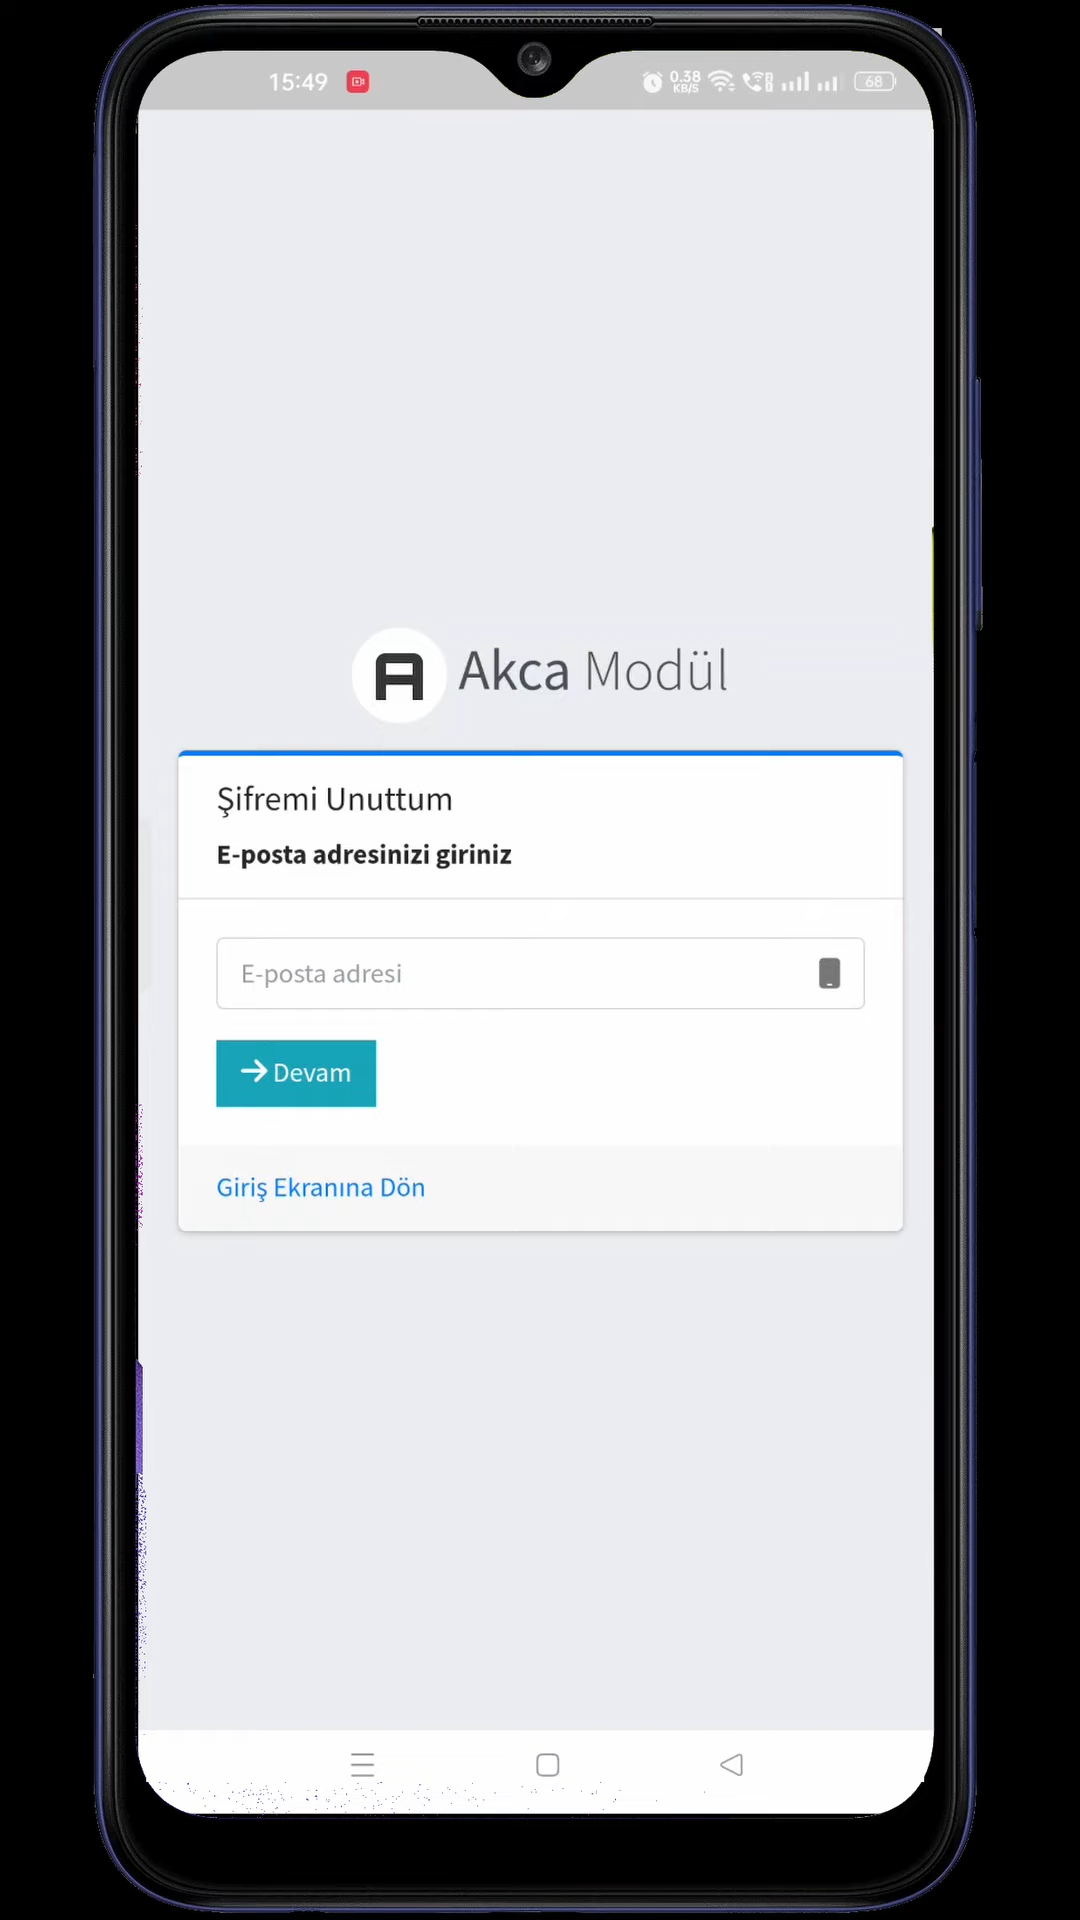 15:49
0.38
KB/S
68
Akca Modül
Şifremi Unuttum
E-posta adresinizi giriniz
E-posta adresi
Devam
Giriş Ekranına Dön